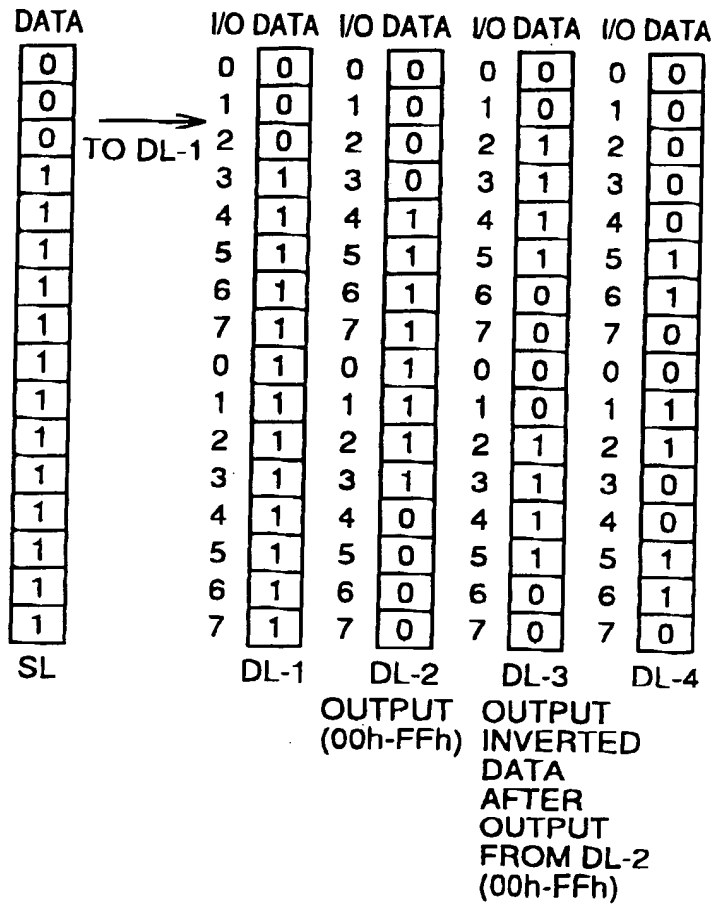 DATA I/O DATA I/O DATA I/O DATA I/O DATA
0 0 0 0 0 0 0 0 0
0 1 0 1 0 1 0 1 0
0 2 0 2 0 2 1 2 0
TO DL-1
1 3 1 3 0 3 1 3 0
1 4 1 4 1 4 1 4 0
1 5 1 5 1 5 1 5 1
1 6 1 6 1 6 0 6 1
1 7 1 7 1 7 0 7 0
1 0 1 0 1 0 0 0 0
1 1 1 1 1 1 0 1 1
1 2 1 2 1 2 1 2 1
1 3 1 3 1 3 1 3 0
1 4 1 4 0 4 1 4 0
1 5 1 5 0 5 1 5 1
1 6 1 6 0 6 0 6 1
1 7 1 7 0 7 0 7 0
SL DL-1 DL-2 DL-3 DL-4
OUTPUT
(00h-FFh)
OUTPUT
INVERTED
DATA
AFTER
OUTPUT
FROM DL-2
(00h-FFh)